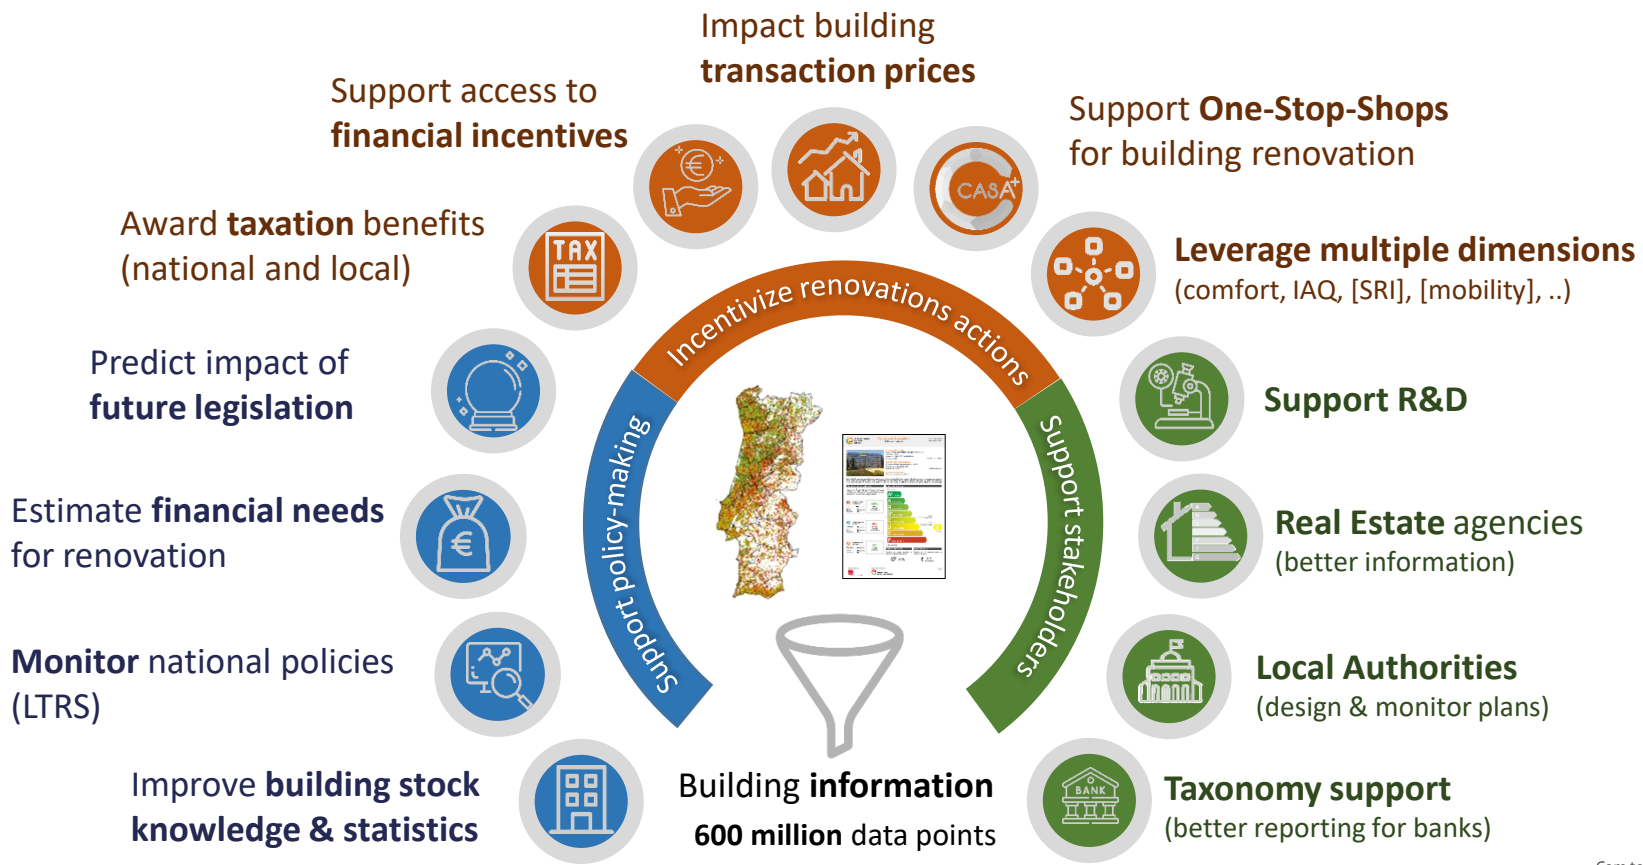 Impact building
transaction prices
Support access to
financial incentives
Support One-Stop-Shops
for building renovation
CASA+
Award taxation benefits
(national and local)
TAX
Leverage multiple dimensions
(comfort, IAQ, [SRI], [mobility], ..)
Incentivize renovations actions
Predict impact of
future legislation
Support R&D
Support policy-making
Support stakeholders
Estimate financial needs
for renovation
€
Real Estate agencies
(better information)
Monitor national policies
(LTRS)
Local Authorities
(design & monitor plans)
Improve building stock
knowledge & statistics
Building information
600 million data points
BANK
Taxonomy support
(better reporting for banks)